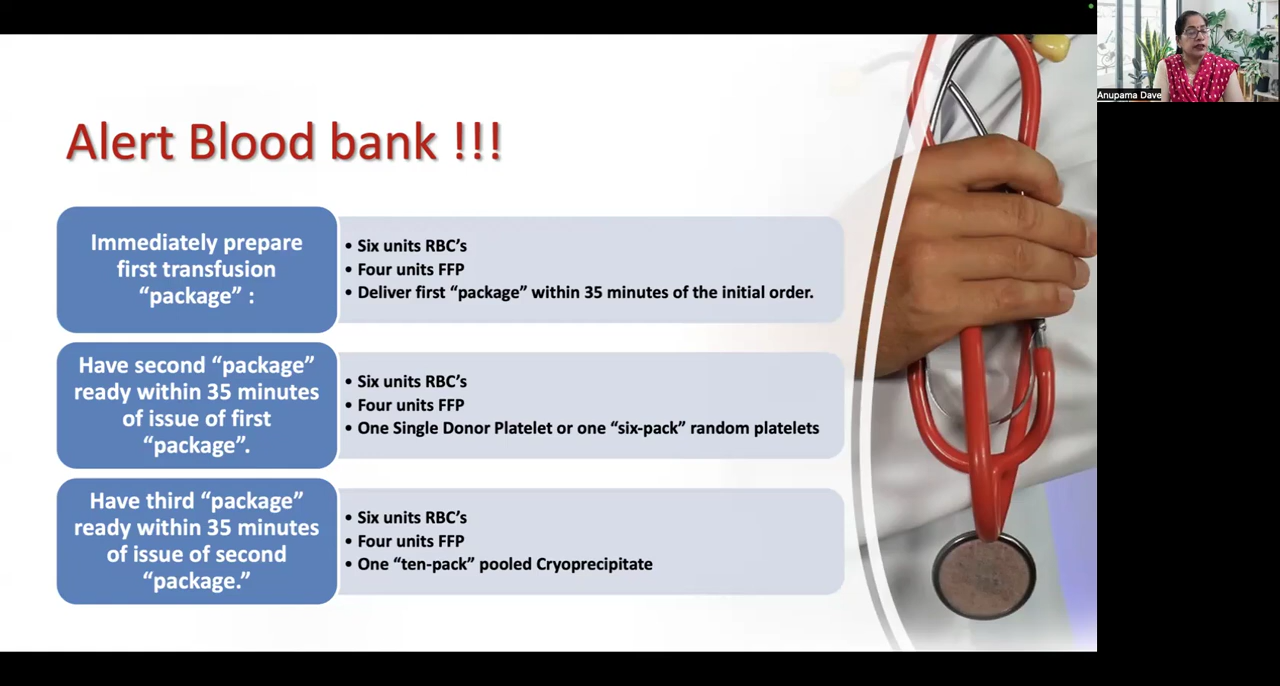 Anupama Dave
Alert Blood bank !!!
Immediately prepare
first transfusion
“package” :
• Six units RBC’s
• Four units FFP
• Deliver first “package” within 35 minutes of the initial order.
Have second “package”
ready within 35 minutes
of issue of first
“package”.
• Six units RBC’s
• Four units FFP
• One Single Donor Platelet or one “six-pack” random platelets
Have third “package”
ready within 35 minutes
of issue of second
“package.”
• Six units RBC’s
• Four units FFP
• One “ten-pack” pooled Cryoprecipitate